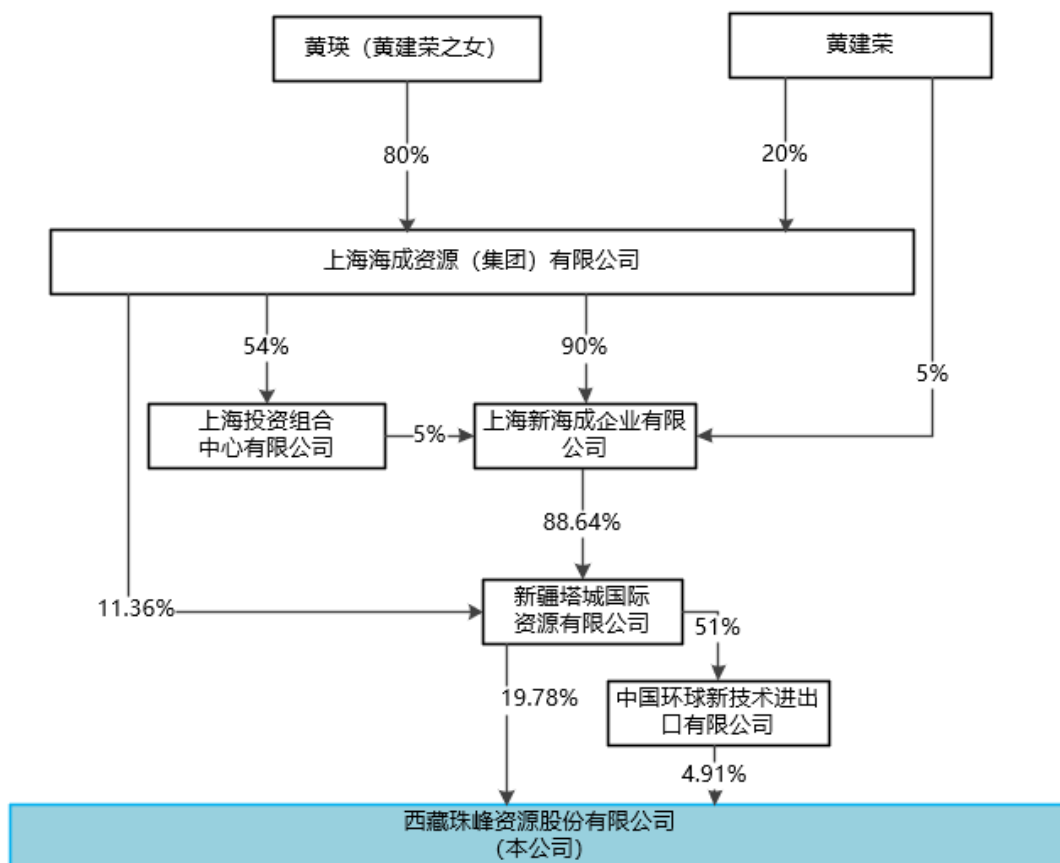 黄瑛（黄建荣之女）
黄建荣
80%
20%
上海海成资源（集团）有限公司
54%
90%
5%
上海投资组合
中心有限公司
5%
上海新海成企业有限
公司
88.64%
11.36%
新疆塔城国际
资源有限公司
51%
19.78%
中国环球新技术进出
口有限公司
4.91%
西藏珠峰资源股份有限公司
(本公司)